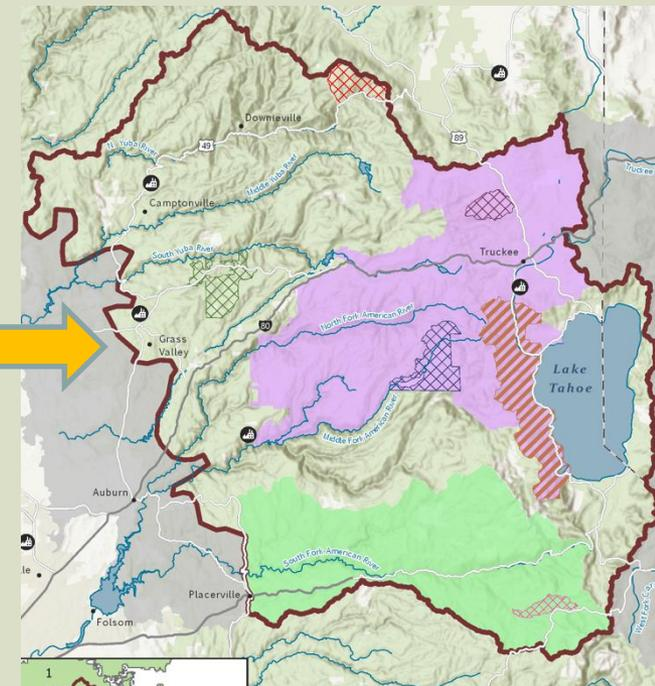 Downieville
89
N. Yuba River
49
Middle Yuba River
Camptonville
South Yuba River
Truckee
Grass
Valley
80
North Fork American River
Lake
Tahoe
Middle Fork American River
Auburn
South Fork American River
Placerville
Folsom
1